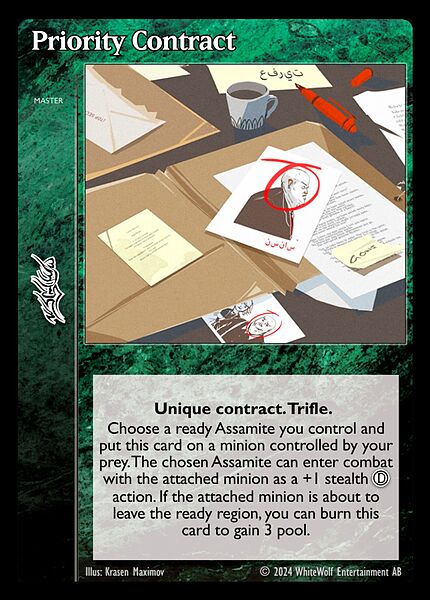 Priority Contract
MASTER
عفريت
سانسن
GONE
Unique contract. Trifle.
Choose a ready Assamite you control and
put this card on a minion controlled by your
prey. The chosen Assamite can enter combat
with the attached minion as a +1 stealth Ⓓ
action. If the attached minion is about to
leave the ready region, you can burn this
card to gain 3 pool.
Illus: Krasen Maximov
© 2024 WhiteWolf Entertainment AB